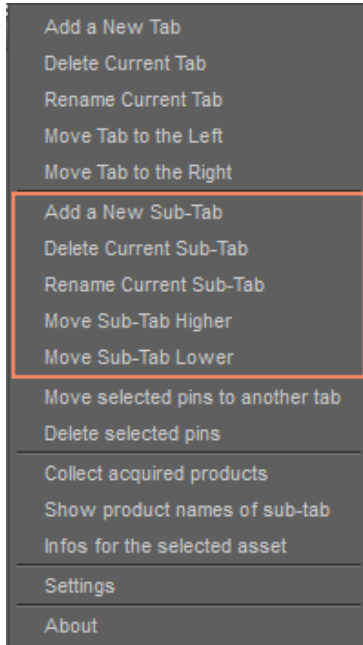 Add a New Tab
Delete Current Tab
Rename Current Tab
Move Tab to the Left
Move Tab to the Right
Add a New Sub-Tab
Delete Current Sub-Tab
Rename Current Sub-Tab
Move Sub-Tab Higher
Move Sub-Tab Lower
Move selected pins to another tab
Delete selected pins
Collect acquired products
Show product names of sub-tab
Infos for the selected asset
Settings
About